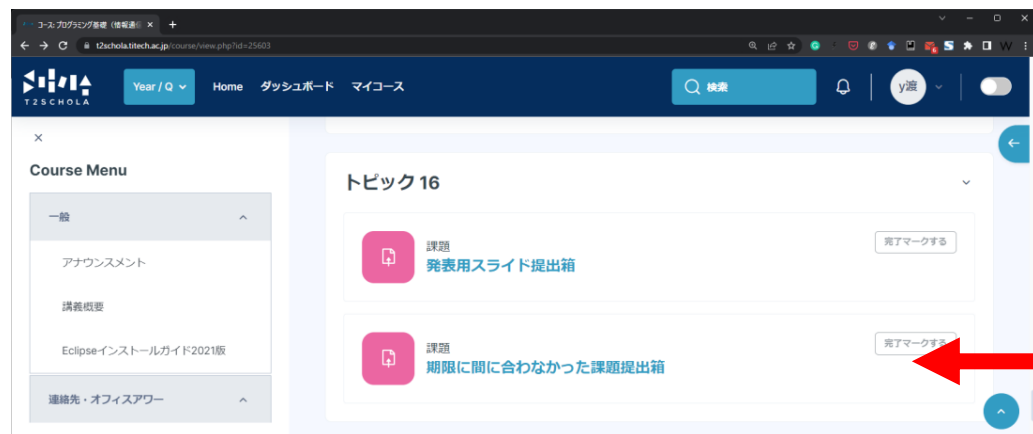 コース: プログラミング基礎（情報通信
t2schola.titech.ac.jp/course/view.php?id=25603
T2SCHOLA
Year / Q
Home
ダッシュボード
マイコース
検索
y渡
Course Menu
一般
アナウンスメント
講義概要
Eclipseインストールガイド2021版
連絡先・オフィスアワー
トピック 16
課題
発表用スライド提出箱
完了マークする
課題
期限に間に合わなかった課題提出箱
完了マークする